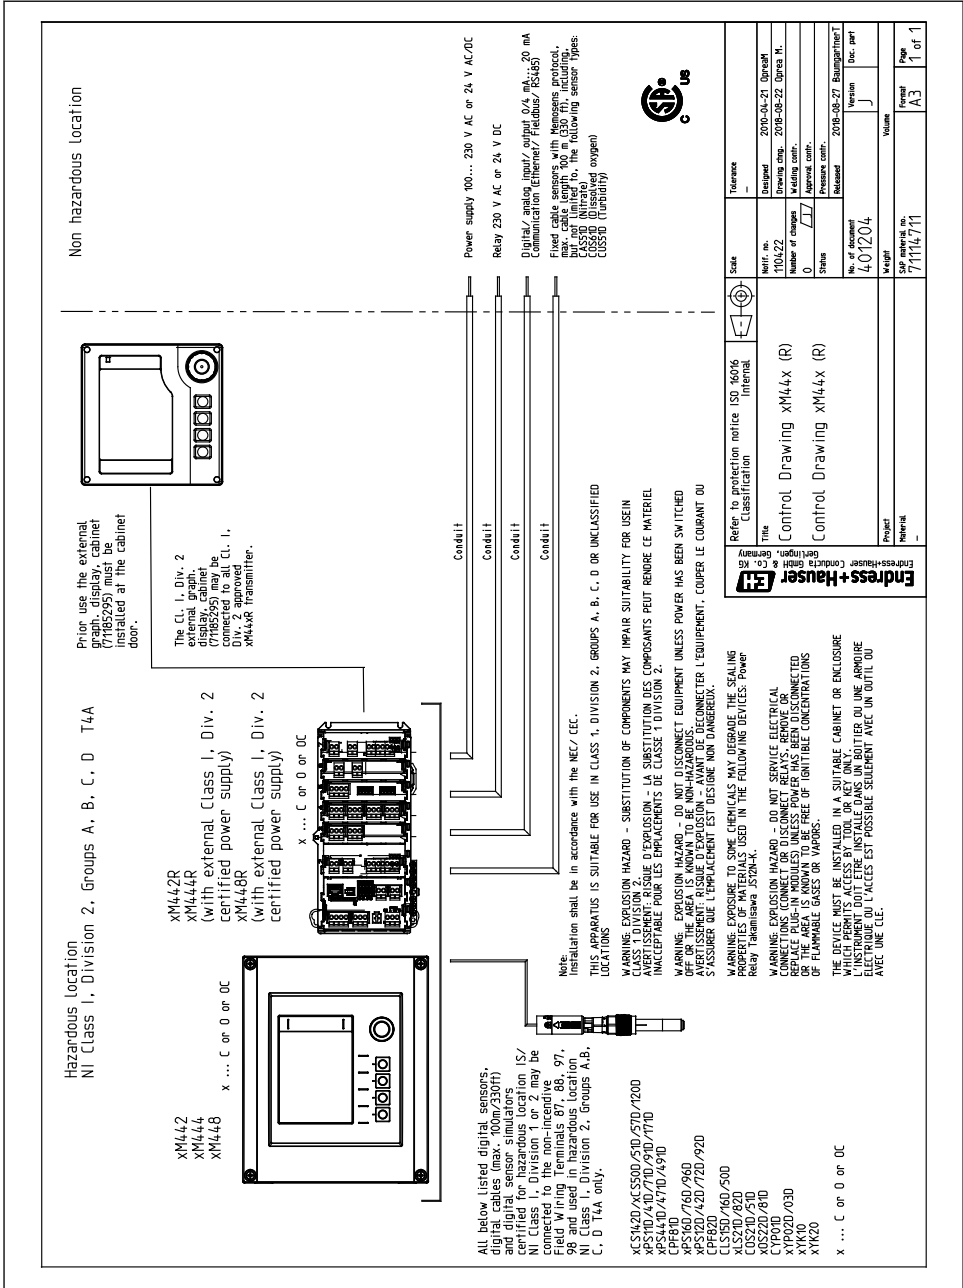 Hazardous location
NI Class I, Division 2, Groups A, B, C, D T4A
Non hazardous location
xM442
xM444
xM448
x ... C or O or OC
xM442R
xM444R
(With external Class I, Div. 2
certified power supply)
xM448R
(With external Class I, Div. 2
certified power supply)
x ... C or O or OC
Prior use the external
graph. display, cabinet
(71185295) must be
installed at the cabinet
door.
The Cl. I, Div. 2
external graph.
display, cabinet
(71185295) may be
connected to all Cl. I,
Div. 2 approved
xM44xR transmitter.
Conduit
Conduit
Conduit
Conduit
Power supply 100... 230 V AC or 24 V AC/DC
Relay 230 V AC or 24 V DC
Digital/ analog input/ output 0/4 mA... 20 mA
Communication (Ethernet/ Fieldbus/ RS485)
Fixed cable sensors with Memosens protocol,
max. cable length 100 m (330 ft), including,
but not limited to, the following sensor types:
CAS51D (Nitrate)
COS61D (Dissolved oxygen)
CUS51D (Turbidity)
C SA ® US
All below listed digital sensors,
digital cables (max. 100m/330ft)
and digital sensor simulators
certified for hazardous location IS/
NI Class I, Division 1 or 2 may be
connected to the non-incendive
Field Wiring Terminals 87, 88, 97,
98 and used in hazardous location
NI Class I, Division 2, Groups A,B,
C, D T4A only.
xCS142D/xCS50D/51D/57D/120D
xPS11D/41D/71D/91D/171D
xPS441D/471D/491D
CPF81D
xPS16D/76D/96D
xPS12D/42D/72D/92D
CPF82D
CLS15D/16D/50D
xLS21D/82D
COS21D/51D
xOS22D/81D
CYP01D
xYP02D/03D
xYK10
xYK20
x ... C or O or OC
Note:
Installation shall be in accordance with the NEC/ CEC.
THIS APPARATUS IS SUITABLE FOR USE IN CLASS 1, DIVISION 2, GROUPS A, B, C, D OR UNCLASSIFIED
LOCATIONS
WARNING: EXPLOSION HAZARD - SUBSTITUTION OF COMPONENTS MAY IMPAIR SUITABILITY FOR USEIN
CLASS 1 DIVISION 2.
AVERTISSEMENT: RISQUE D'EXPLOSION - LA SUBSTITUTION DES COMPOSANTS PEUT RENDRE CE MATERIEL
INACCEPTABLE POUR LES EMPLACEMENTS DE CLASSE 1 DIVISION 2.
WARNING: EXPLOSION HAZARD - DO NOT DISCONNECT EQUIPMENT UNLESS POWER HAS BEEN SWITCHED
OFF OR THE AREA IS KNOWN TO BE NON-HAZARDOUS.
AVERTISSEMENT: RISQUE D'EXPLOSION - AVANT DE DECONNECTER L'EQUIPEMENT, COUPER LE COURANT OU
S'ASSURER QUE L'EMPLACEMENT EST DESIGNE NON DANGEREUX.
WARNING: EXPOSURE TO SOME CHEMICALS MAY DEGRADE THE SEALING
PROPERTIES OF MATERIALS USED IN THE FOLLOWING DEVICES: Power
Relay Takamisawa JS12N-K.
WARNING: EXPLOSION HAZARD - DO NOT SERVICE ELECTRICAL
CONNECTIONS (CONNECT OR DISCONNECT RELAYS, REMOVE OR
REPLACE PLUG-IN MODULES) UNLESS POWER HAS BEEN DISCONNECTED
OR THE AREA IS KNOWN TO BE FREE OF IGNITIBLE CONCENTRATIONS
OF FLAMMABLE GASES OR VAPORS.
THE DEVICE MUST BE INSTALLED IN A SUITABLE CABINET OR ENCLOSURE
WHICH PERMITS ACCESS BY TOOL OR KEY ONLY.
L'INSTRUMENT DOIT ETRE INSTALLE DANS UN BOITIER OU UNE ARMOIRE
ELECTRIQUE OU L'ACCES EST POSSIBLE SEULEMENT AVEC UN OUTIL OU
AVEC UNE CLE.
EH Endress+Hauser
Endress+Hauser
Conducta GmbH & Co. KG
Gerlingen, Germany
Refer to protection notice ISO 16016
Classification Internal
Scale
Tolerance
–
Title
Control Drawing xM44x (R)
Control Drawing xM44x (R)
Notif. no.
110422
Number of changes
0
Status
Designed 2010-04-21 OpreaM
Drawing chng. 2018-08-22 Oprea M.
Welding contr.
Approval contr.
Pressure contr.
Released 2018-08-27 BaumgartnerT
No. of document
401204
Version
J
Doc. part
Project
Weight
Volume
Material
–
SAP material no.
71114711
Format
A3
Page
1 of 1